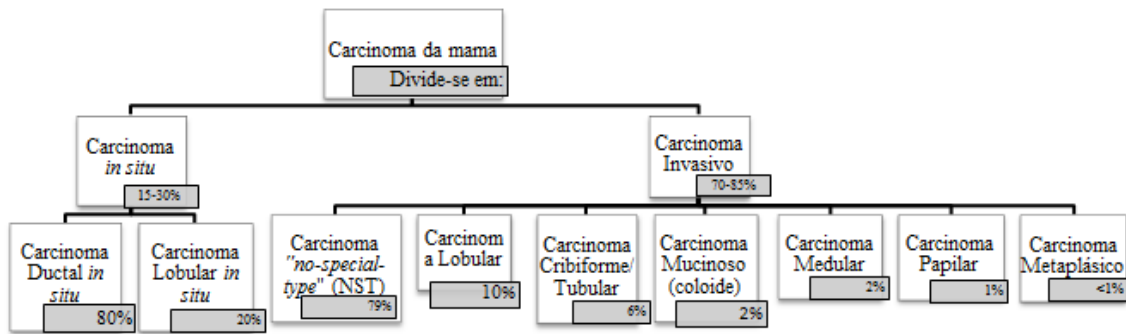 Carcinoma da mama
Divide-se em:
Carcinoma
in situ
15-30%
Carcinoma
Invasivo
70-85%
Carcinoma
Ductal in
situ
80%
Carcinoma
Lobular in
situ
20%
Carcinoma
"no-special-
type" (NST)
79%
Carcinom
a Lobular
10%
Carcinoma
Cribiforme/
Tubular
6%
Carcinoma
Mucinoso
(coloide)
2%
Carcinoma
Medular
2%
Carcinoma
Papilar
1%
Carcinoma
Metaplásico
<1%